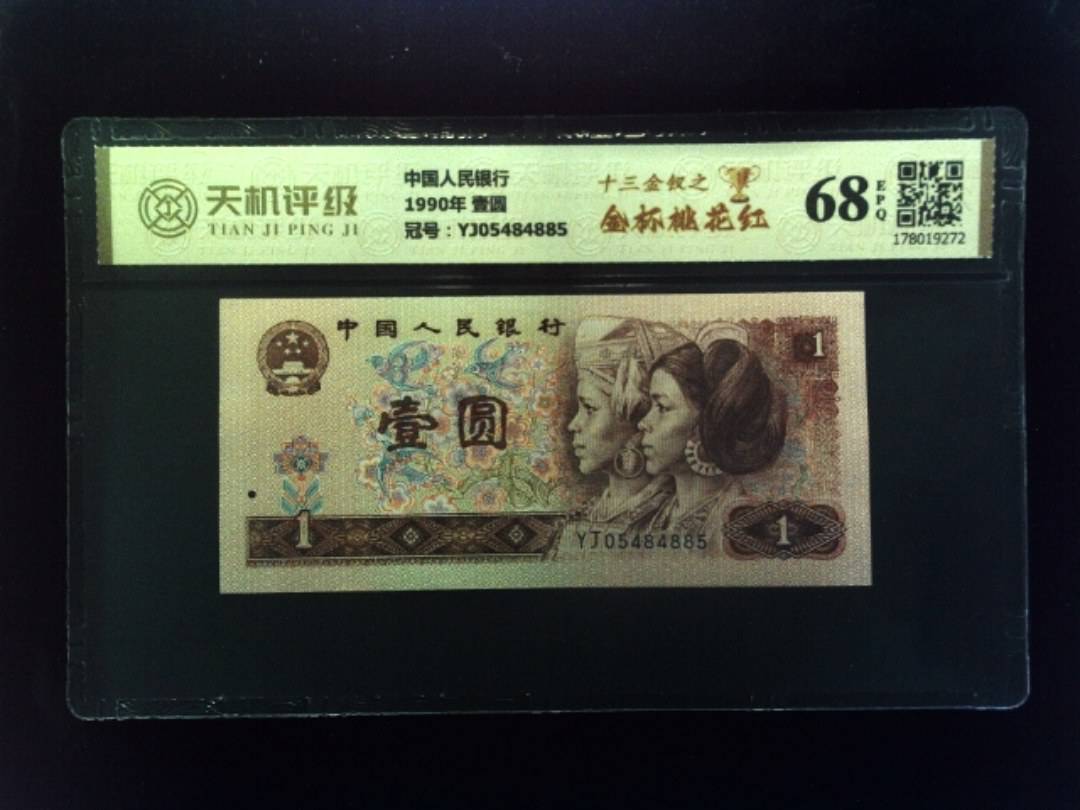 天机评级
TIAN JI PING JI
中国人民银行
1990年 壹圆
冠号：YJ05484885
十三金钗之
金杯桃花红
68
EPQ
178019272
中国人民银行
1
壹圆
1
YJ05484885
1